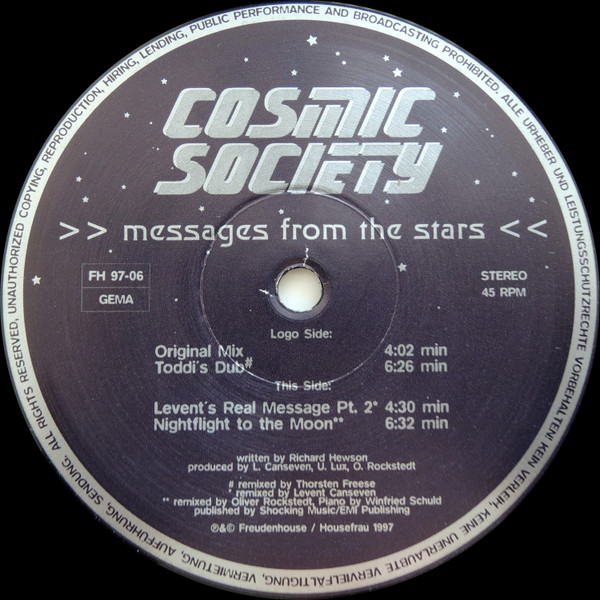 ALL RIGHTS RESERVED, UNAUTHORIZED COPYING, REPRODUCTION, HIRING, LENDING, PUBLIC PERFORMANCE AND BROADCASTING PROHIBITED. ALLE URHEBER UND LEISTUNGSSCHUTZRECHTE VORBEHALTEN! KEIN VERLEIH, KEINE UNERLAUBTE VERVIELFÄLTIGUNG, VERMIETUNG, AUFFÜHRUNG, SENDUNG.
COSMIC
SOCIETY
>> messages from the stars <<
FH 97-06
GEMA
STEREO
45 RPM
Logo Side:
Original Mix 4:02 min
Toddi´s Dub# 6:26 min
This Side:
Levent´s Real Message Pt. 2* 4:30 min
Nightflight to the Moon** 6:32 min
written by Richard Hewson
produced by L. Canseven, U. Lux, O. Rockstedt
# remixed by Thorsten Freese
* remixed by Levent Canseven
** remixed by Oliver Rockstedt, Piano by Winfried Schuld
published by Shocking Music/EMI Publishing
℗&© Freudenhouse / Housefrau 1997